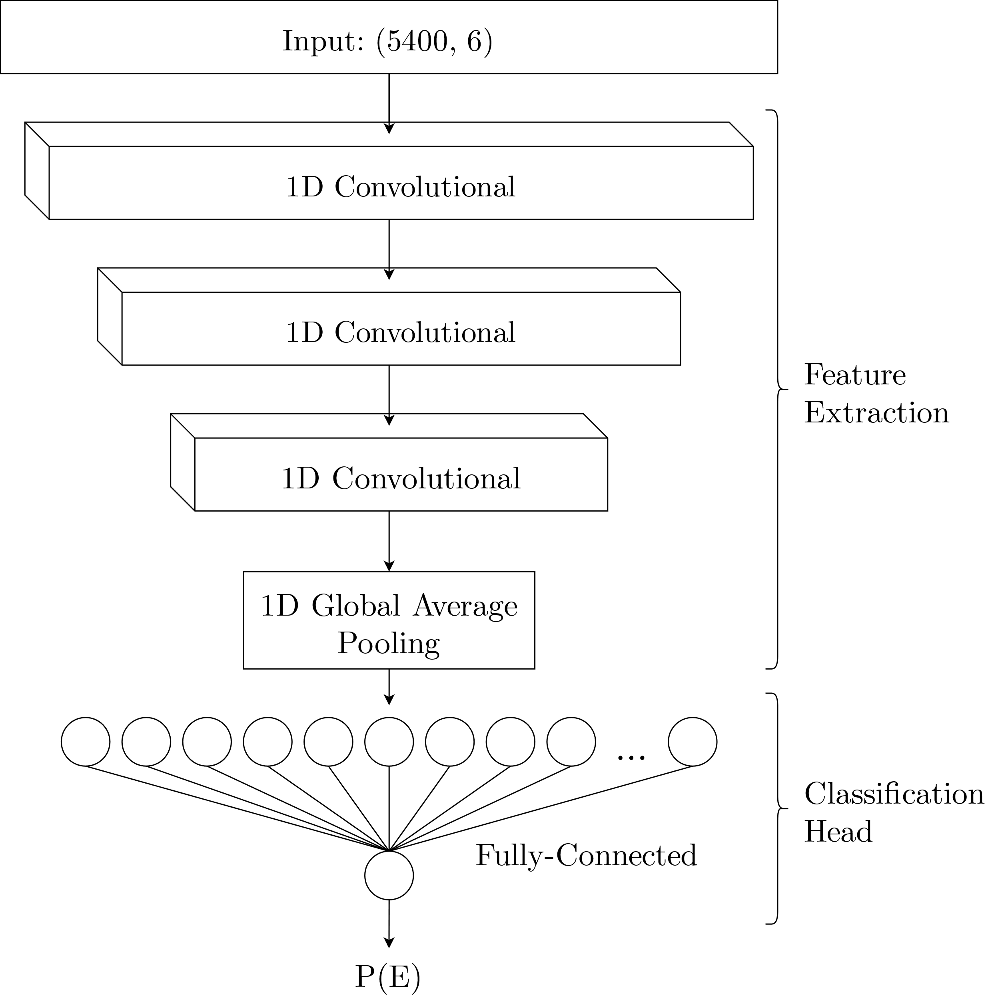 Input: (5400, 6)
1D Convolutional
1D Convolutional
Feature
Extraction
1D Convolutional
1D Global Average
Pooling
...
Classification
Head
Fully-Connected
P(E)